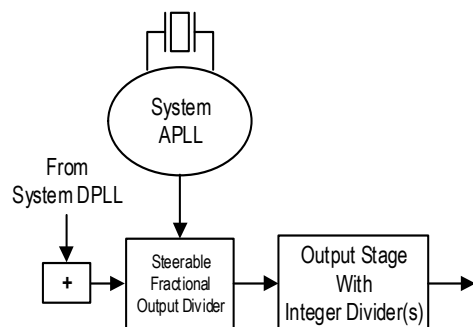 System
APLL
From
System DPLL
+
Steerable
Fractional
Output Divider
Output Stage
With
Integer Divider(s)